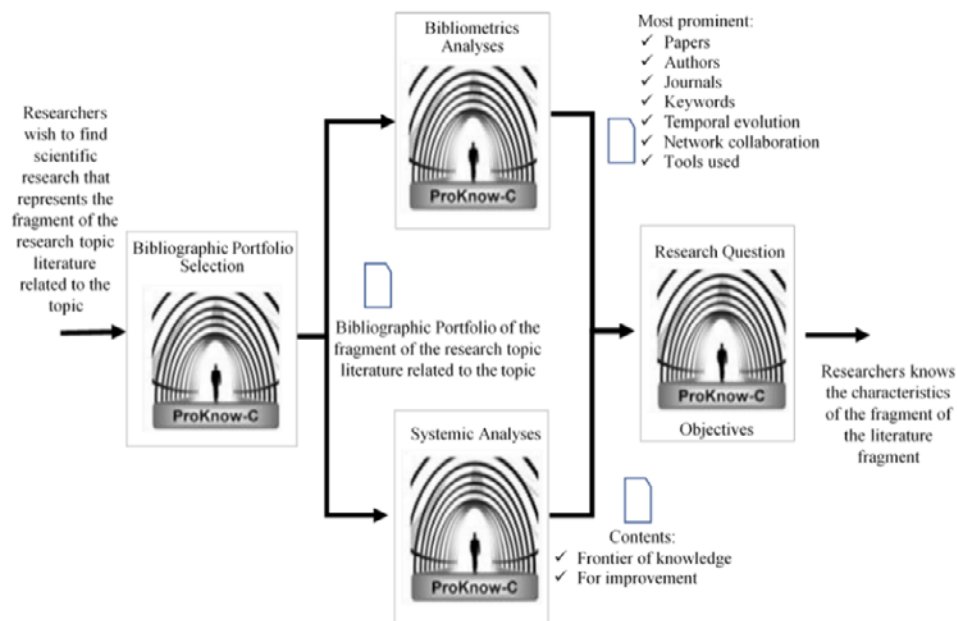 Researchers
wish to find
scientific
research that
represents the
fragment of the
research topic
literature
related to the
topic
Bibliographic Portfolio
Selection
ProKnow-C
Bibliometrics
Analyses
ProKnow-C
Bibliographic Portfolio of the
fragment of the research topic
literature related to the topic
Systemic Analyses
ProKnow-C
Most prominent:
✓ Papers
✓ Authors
✓ Journals
✓ Keywords
✓ Temporal evolution
✓ Network collaboration
✓ Tools used
Contents:
✓ Frontier of knowledge
✓ For improvement
Research Question
ProKnow-C
Objectives
Researchers knows
the characteristics
of the fragment of
the literature
fragment